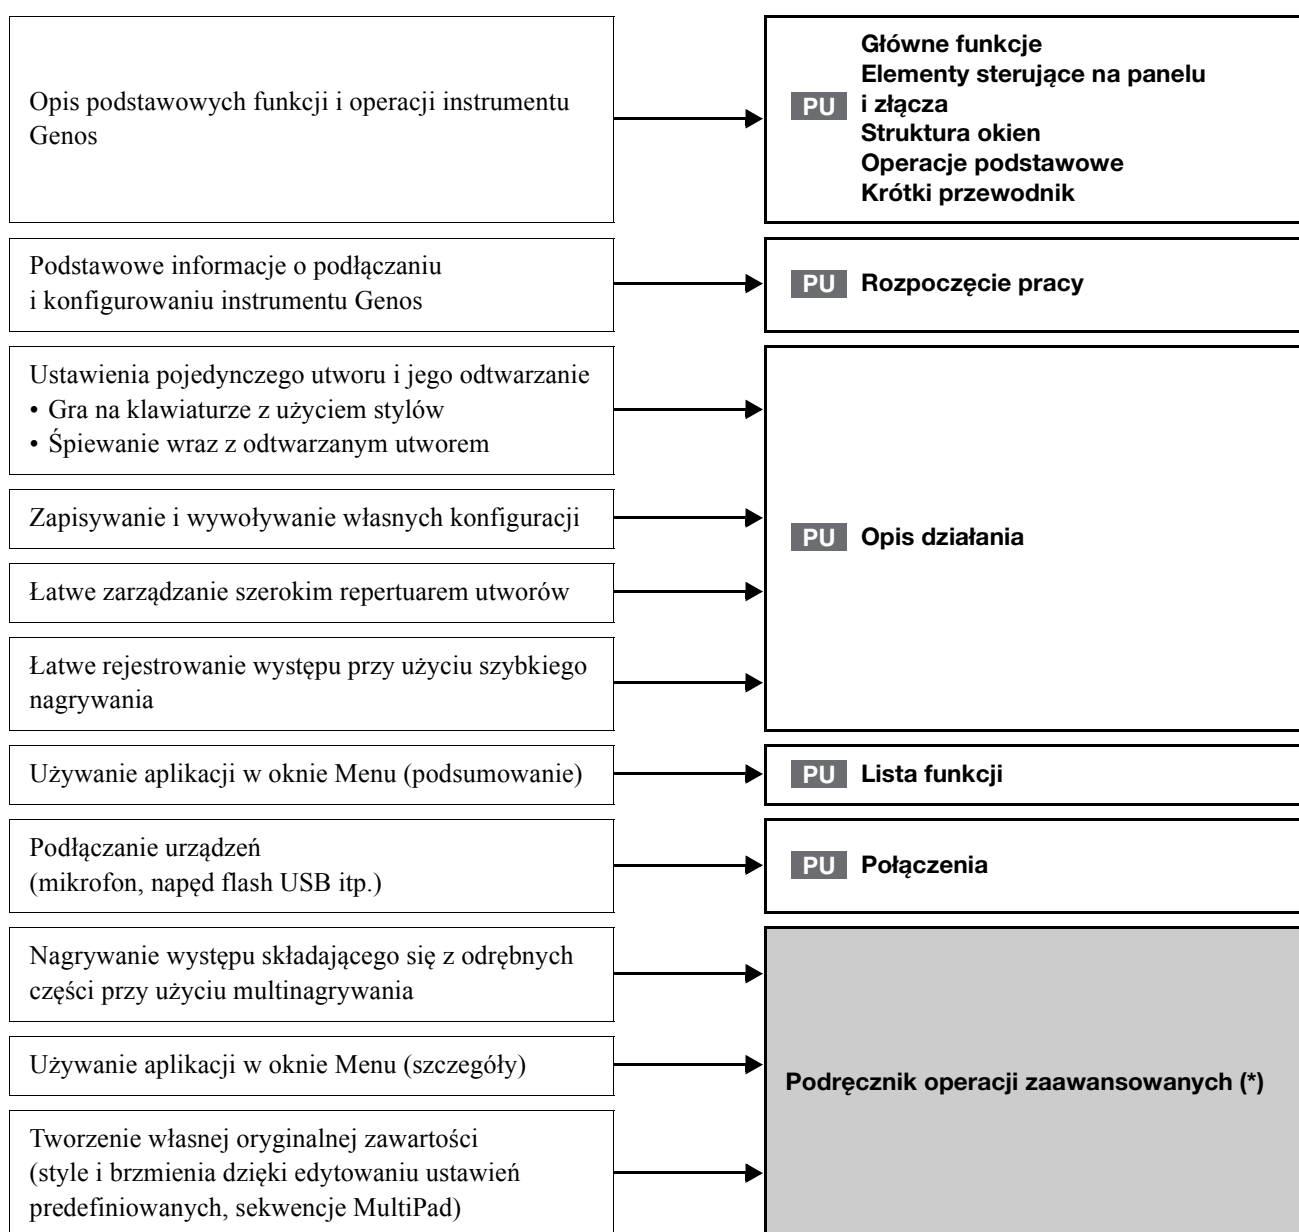 Opis podstawowych funkcji i operacji instrumentu
Genos
PU
Główne funkcje
Elementy sterujące na panelu
i złącza
Struktura okien
Operacje podstawowe
Krótki przewodnik
Podstawowe informacje o podłączaniu
i konfigurowaniu instrumentu Genos
PU Rozpoczęcie pracy
Ustawienia pojedynczego utworu i jego odtwarzanie
• Gra na klawiaturze z użyciem stylów
• Śpiewanie wraz z odtwarzanym utworem
Zapisywanie i wywoływanie własnych konfiguracji
Łatwe zarządzanie szerokim repertuarem utworów
Łatwe rejestrowanie występu przy użyciu szybkiego
nagrywania
PU Opis działania
Używanie aplikacji w oknie Menu (podsumowanie)
PU Lista funkcji
Podłączanie urządzeń
(mikrofon, napęd flash USB itp.)
PU Połączenia
Nagrywanie występu składającego się z odrębnych
części przy użyciu multinagrywania
Używanie aplikacji w oknie Menu (szczegóły)
Tworzenie własnej oryginalnej zawartości
(style i brzmienia dzięki edytowaniu ustawień
predefiniowanych, sekwencje MultiPad)
Podręcznik operacji zaawansowanych (*)